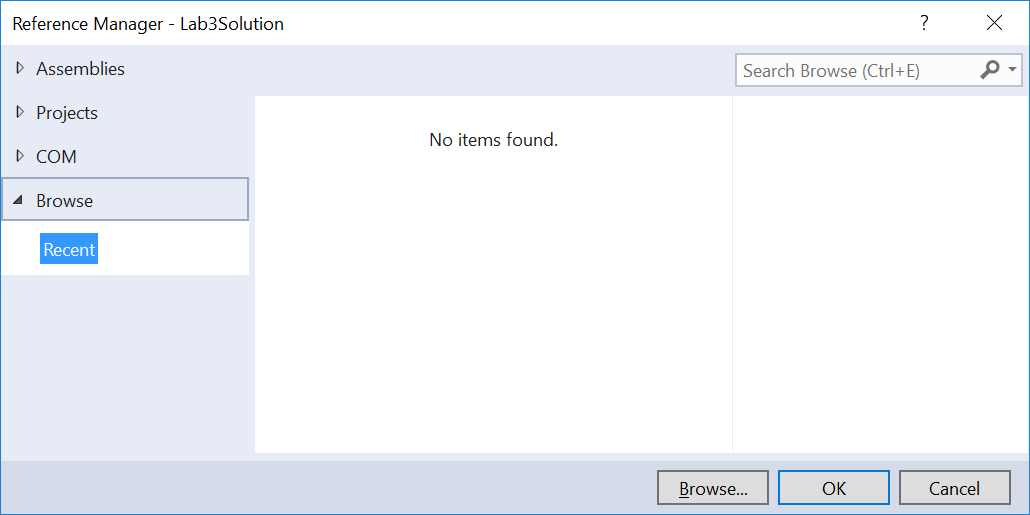 Reference Manager - Lab3Solution
?
Assemblies
Search Browse (Ctrl+E)
Projects
No items found.
COM
Browse
Recent
Browse...
OK
Cancel